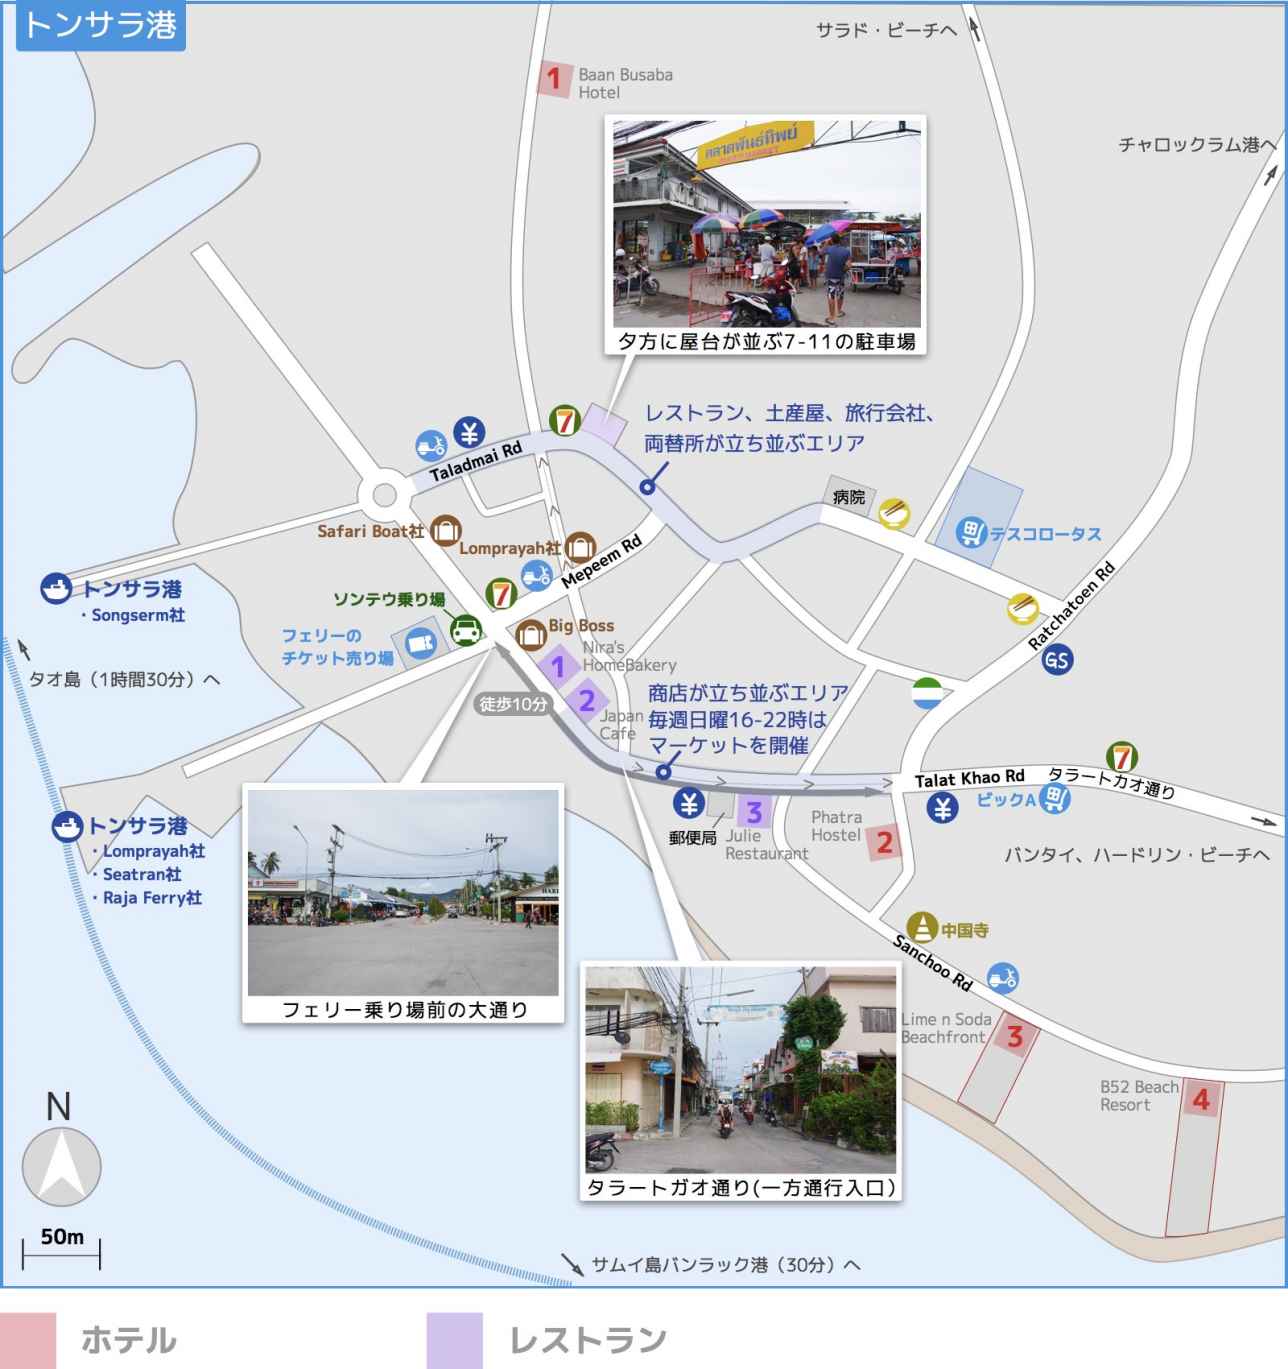 トンサラ港
サラド・ビーチへ
1
Baan Busaba
Hotel
チャロックラム港へ
ตลาดพันธ์ทิพย์
夕方に屋台が並ぶ7-11の駐車場
レストラン、土産屋、旅行会社、
両替所が立ち並ぶエリア
7
¥
Taladmai Rd
病院
Safari Boat社
Lomprayah社
Mepeem Rd
テスコロータス
トンサラ港
・Songserm社
ソンテウ乗り場
7
Big Boss
Ratchatoen Rd
GS
フェリーの
チケット売り場
タオ島（1時間30分）へ
1
Nira's
HomeBakery
徒歩10分
2
Japan
Cafe
商店が立ち並ぶエリア
毎週日曜16-22時は
マーケットを開催
7
Talat Khao Rd
タラートガオ通り
ビックA
¥
¥
郵便局
3
Julie
Restaurant
Phatra
Hostel
2
バンタイ、ハードリン・ビーチへ
トンサラ港
・Lomprayah社
・Seatran社
・Raja Ferry社
フェリー乗り場前の大通り
中国寺
Sanchoo Rd
Lime n Soda
Beachfront
3
B52 Beach
Resort
4
タラートガオ通り(一方通行入口)
N
50m
サムイ島バンラック港（30分）へ
ホテル
レストラン